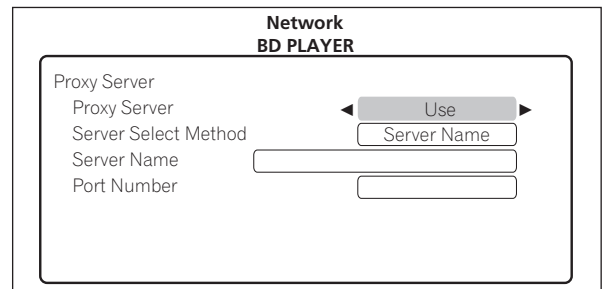 Network
BD PLAYER
Proxy Server
Proxy Server ◄ Use ►
Server Select Method Server Name
Server Name
Port Number